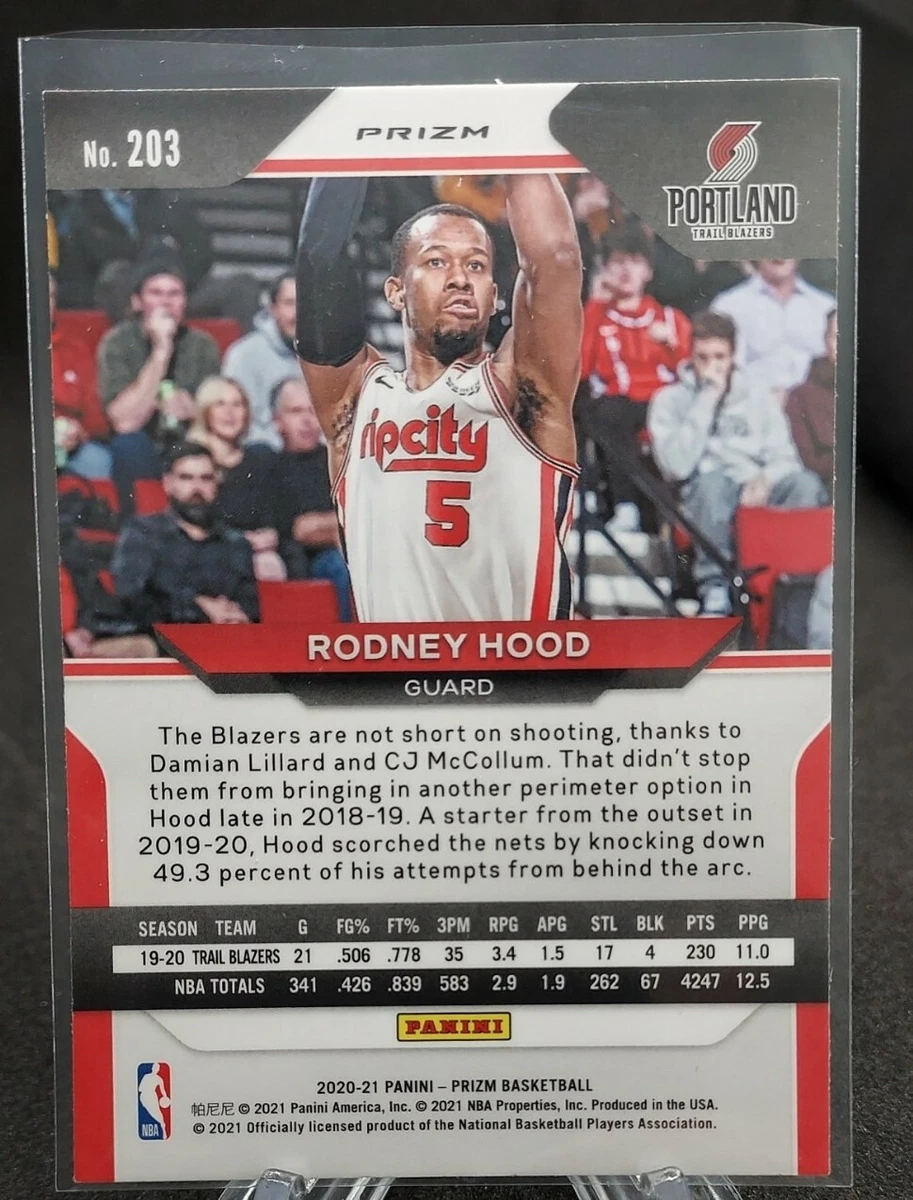 No. 203
PRIZM
PORTLAND
TRAIL BLAZERS
ripcity
5
RODNEY HOOD
GUARD
The Blazers are not short on shooting, thanks to
Damian Lillard and CJ McCollum. That didn't stop
them from bringing in another perimeter option in
Hood late in 2018-19. A starter from the outset in
2019-20, Hood scorched the nets by knocking down
49.3 percent of his attempts from behind the arc.
SEASON TEAM G FG% FT% 3PM RPG APG STL BLK PTS PPG
19-20 TRAIL BLAZERS 21 .506 .778 35 3.4 1.5 17 4 230 11.0
NBA TOTALS 341 .426 .839 583 2.9 1.9 262 67 4247 12.5
PANINI
2020-21 PANINI – PRIZM BASKETBALL
帕尼尼 © 2021 Panini America, Inc. © 2021 NBA Properties, Inc. Produced in the USA.
© 2021 Officially licensed product of the National Basketball Players Association.
NBA